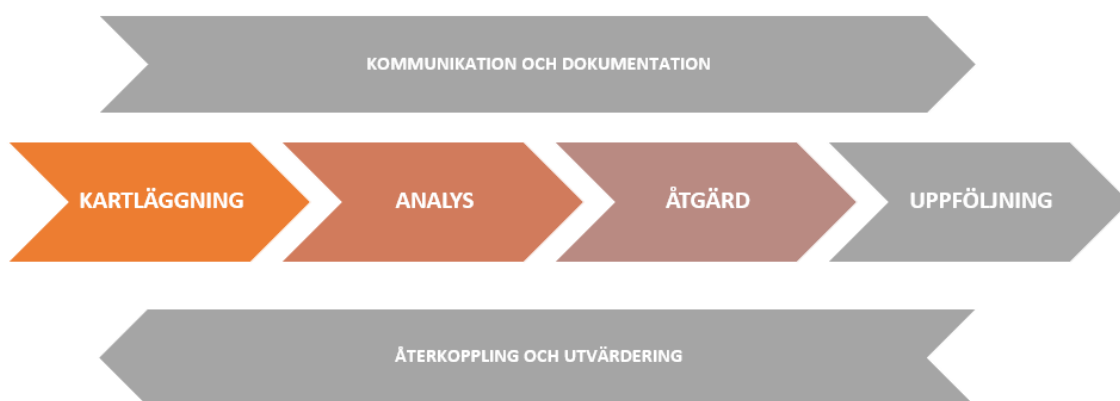 KOMMUNIKATION OCH DOKUMENTATION
KARTLÄGGNING
ANALYS
ÅTGÄRD
UPPFÖLJNING
ÅTERKOPPLING OCH UTVÄRDERING